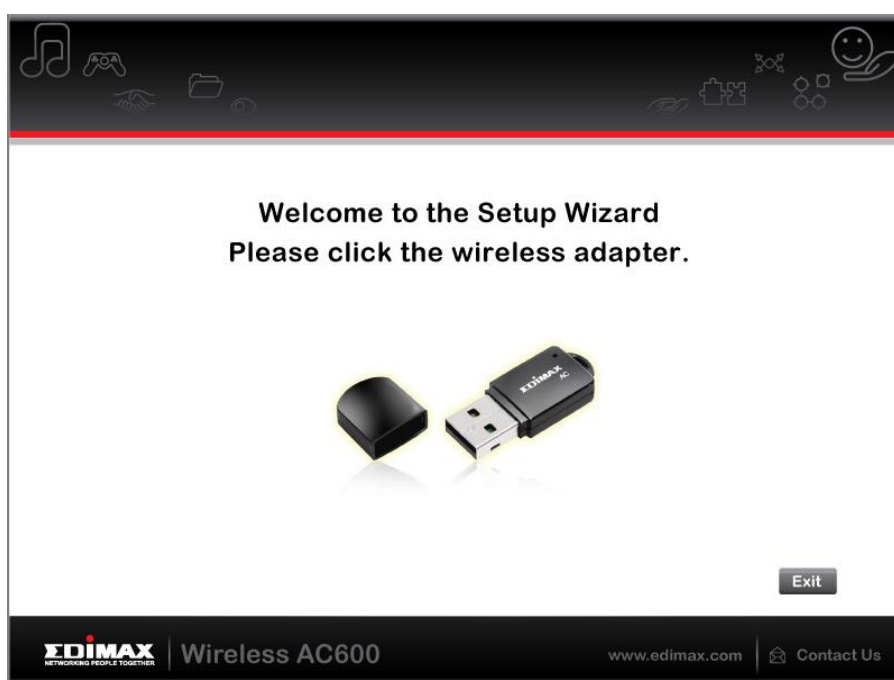 Welcome to the Setup Wizard
Please click the wireless adapter.
EDIMAX
AC
Exit
EDIMAX
NETWORKING PEOPLE TOGETHER
Wireless AC600
www.edimax.com
Contact Us